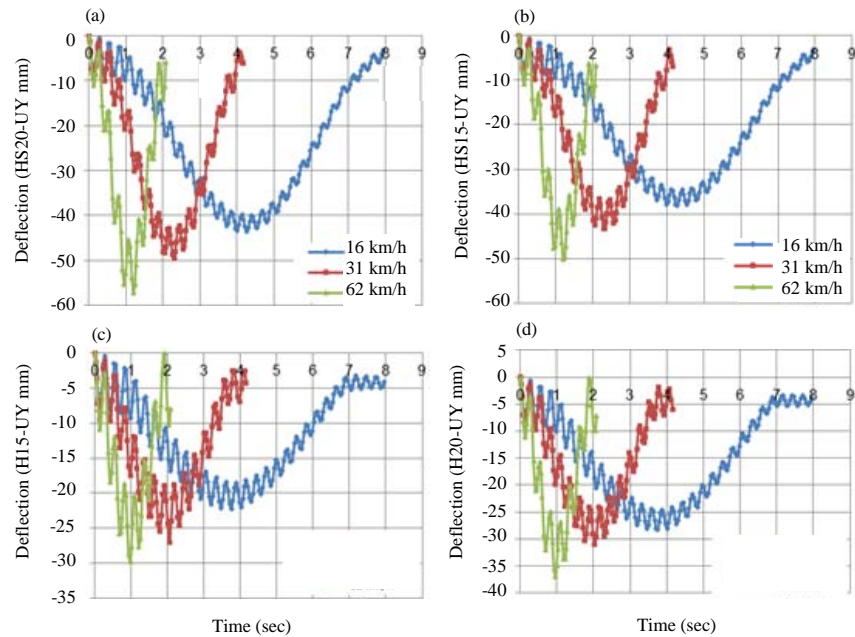 (a)
Deflection (HS20-UY mm)
0
-10
-20
-30
-40
-50
-60
0 1 2 3 4 5 6 7 8 9
16 km/h
31 km/h
62 km/h
(b)
Deflection (HS15-UY mm)
0
-10
-20
-30
-40
-50
-60
0 1 2 3 4 5 6 7 8 9
16 km/h
31 km/h
62 km/h
(c)
Deflection (H15-UY mm)
0
-5
-10
-15
-20
-25
-30
-35
0 1 2 3 4 5 6 7 8 9
Time (sec)
(d)
Deflection (H20-UY mm)
5
0
-5
-10
-15
-20
-25
-30
-35
-40
0 1 2 3 4 5 6 7 8 9
Time (sec)